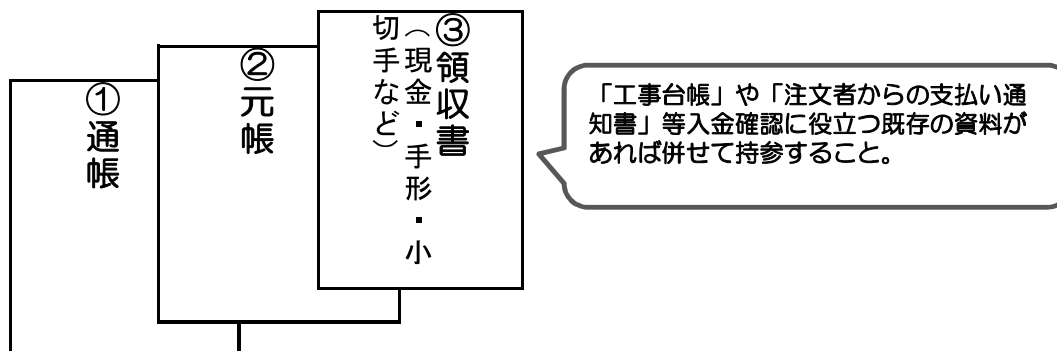 ①通帳
②元帳
③領収書
（現金・手形・小
切手など）
「工事台帳」や「注文者からの支払い通
知書」等入金確認に役立つ既存の資料が
あれば併せて持参すること。